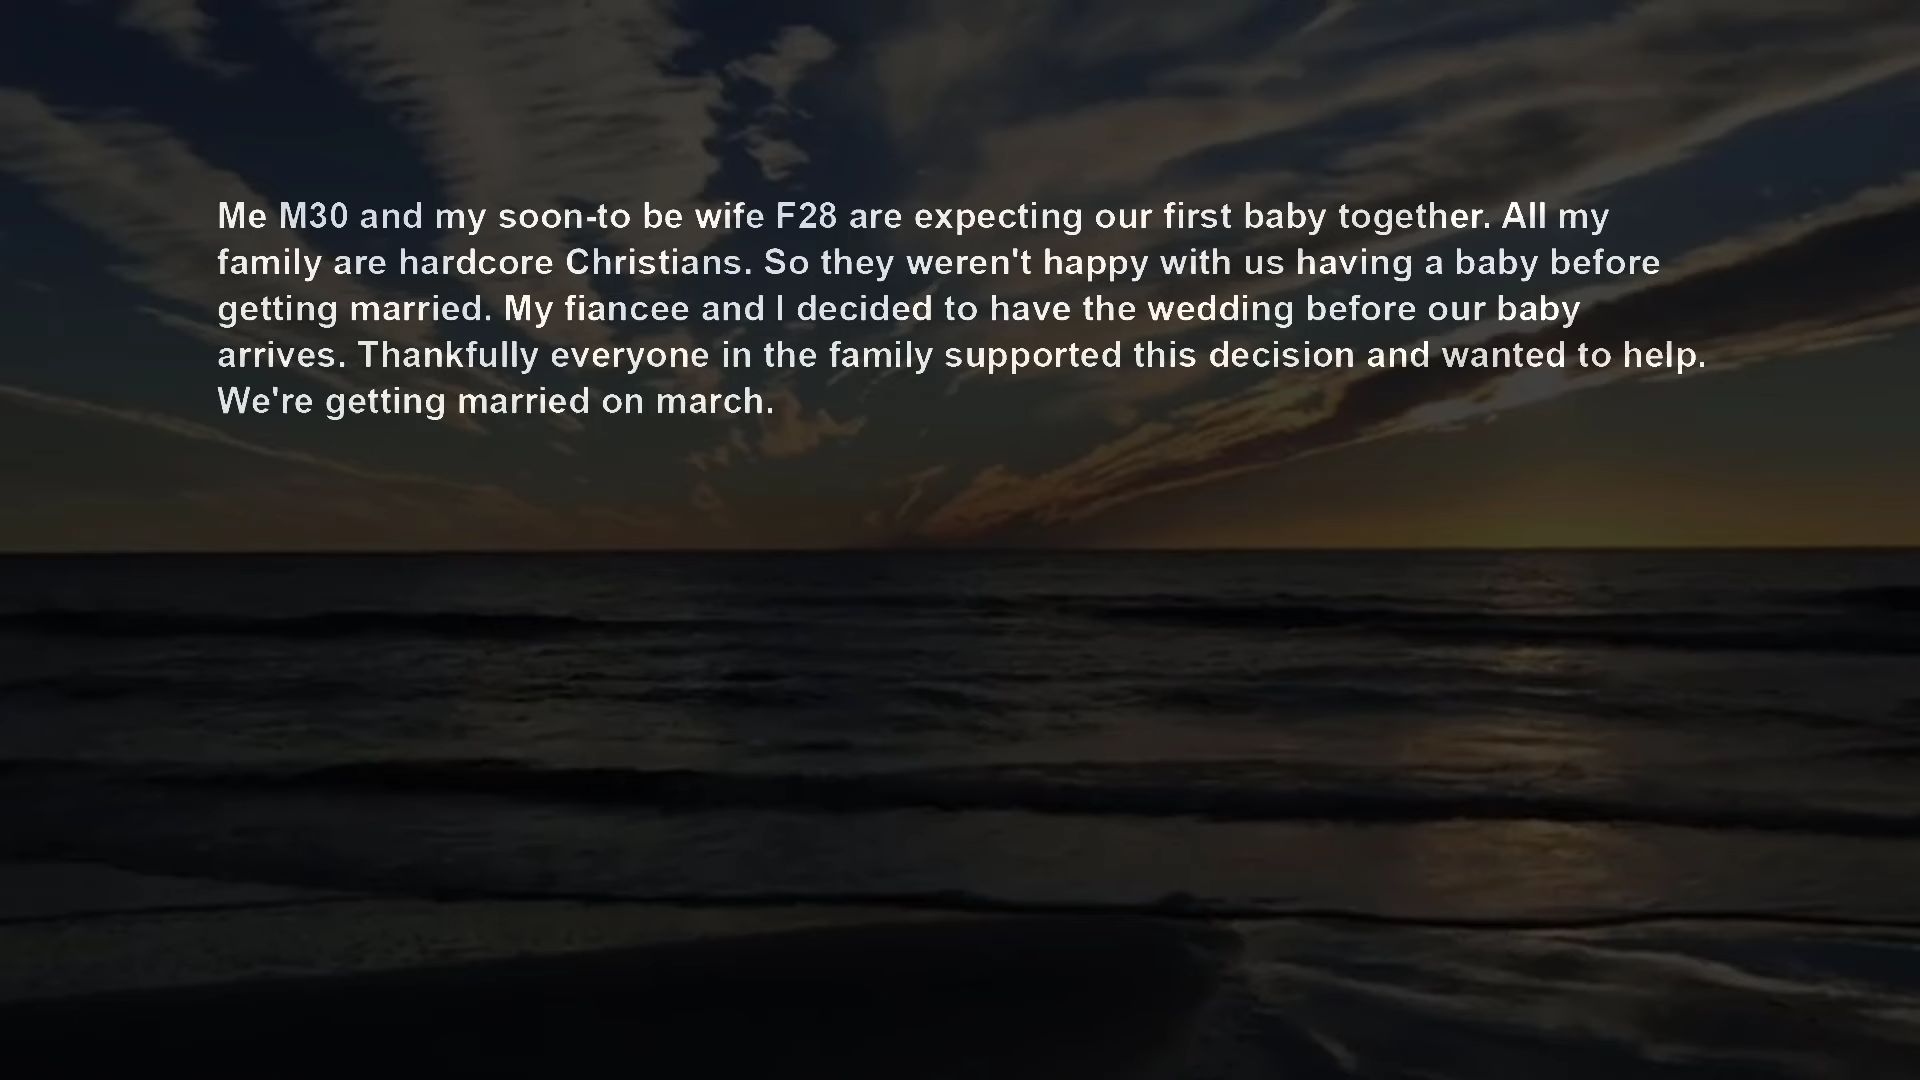 Me M30 and my soon-to be wife F28 are expecting our first baby together. All my
family are hardcore Christians. So they weren't happy with us having a baby before
getting married. My fiancee and I decided to have the wedding before our baby
arrives. Thankfully everyone in the family supported this decision and wanted to help.
We're getting married on march.